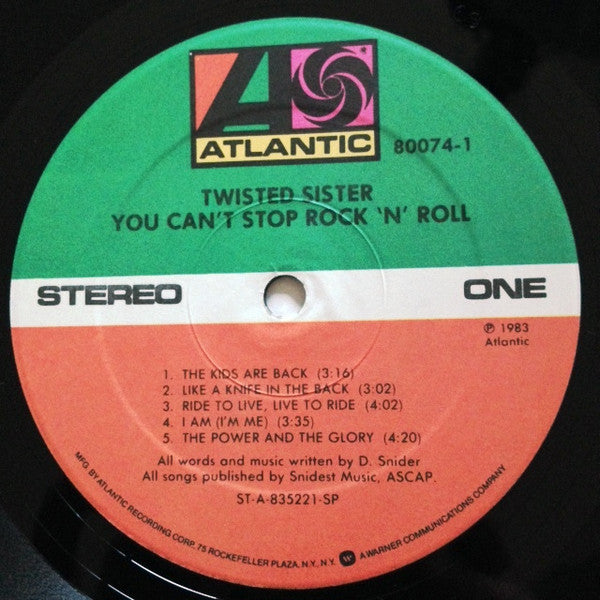 ATLANTIC
80074-1
TWISTED SISTER
YOU CAN'T STOP ROCK 'N' ROLL
STEREO
ONE
℗ 1983
Atlantic
1. THE KIDS ARE BACK (3:16)
2. LIKE A KNIFE IN THE BACK (3:02)
3. RIDE TO LIVE, LIVE TO RIDE (4:02)
4. I AM (I'M ME) (3:35)
5. THE POWER AND THE GLORY (4:20)
All words and music written by D. Snider
All songs published by Snidest Music, ASCAP.
ST-A-835221-SP
MFG. BY ATLANTIC RECORDING CORP. 75 ROCKEFELLER PLAZA, N.Y., N.Y. W A WARNER COMMUNICATIONS COMPANY